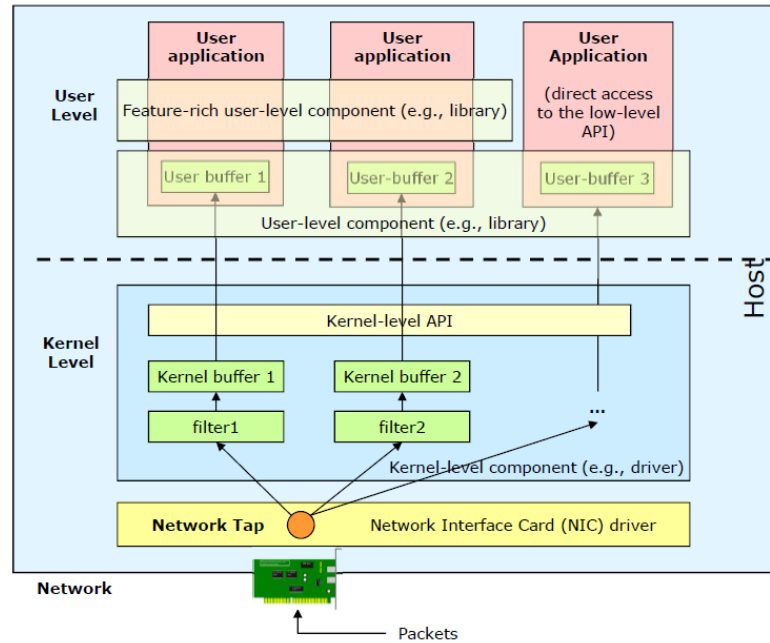 User
application
User
application
User
Application
(direct access
to the low-level
API)
User
Level
Feature-rich user-level component (e.g., library)
User buffer 1
User-buffer 2
User-buffer 3
User-level component (e.g., library)
Host
Kernel-level API
Kernel
Level
Kernel buffer 1
Kernel buffer 2
...
filter1
filter2
Kernel-level component (e.g., driver)
Network Tap
Network Interface Card (NIC) driver
Network
Packets